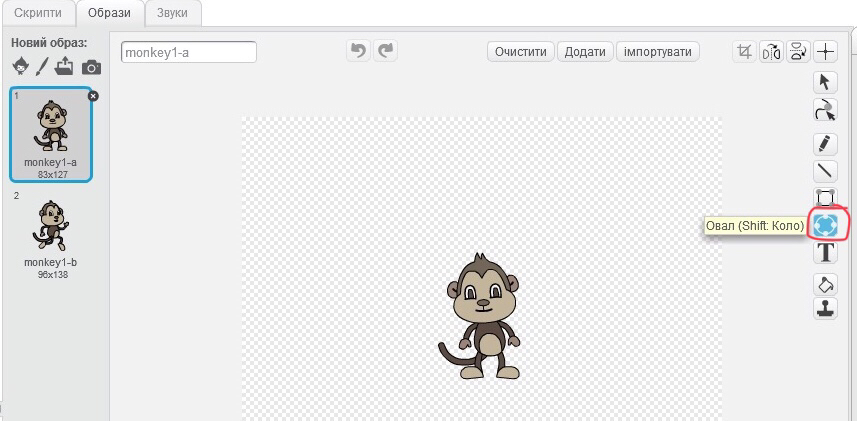 Скрипти Образи Звуки
Новий образ:
monkey1-a
Очистити Додати імпортувати
1
monkey1-a
83x127
2
monkey1-b
96x138
Овал (Shift: Коло)
T